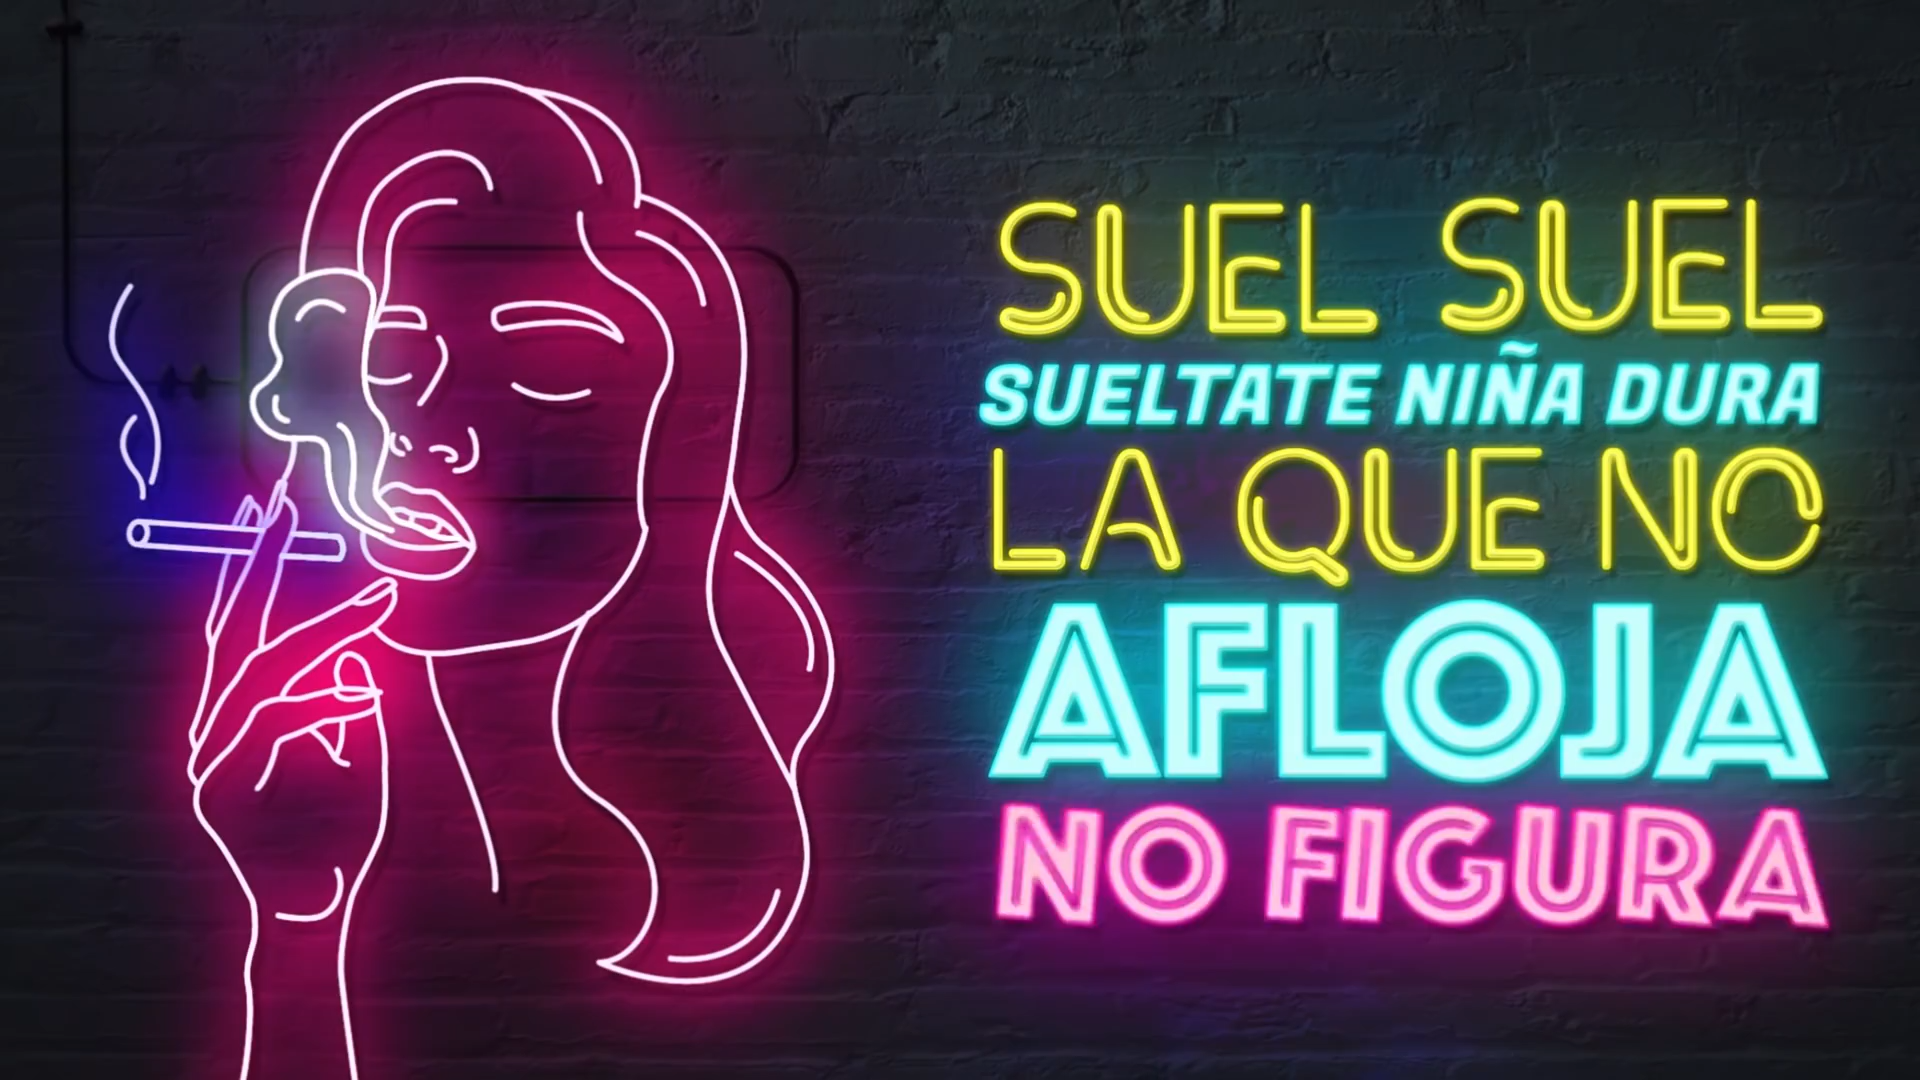 SUEL SUEL
SUELTATE NIÑA DURA
LA QUE NO
AFLOJA
NO FIGURA